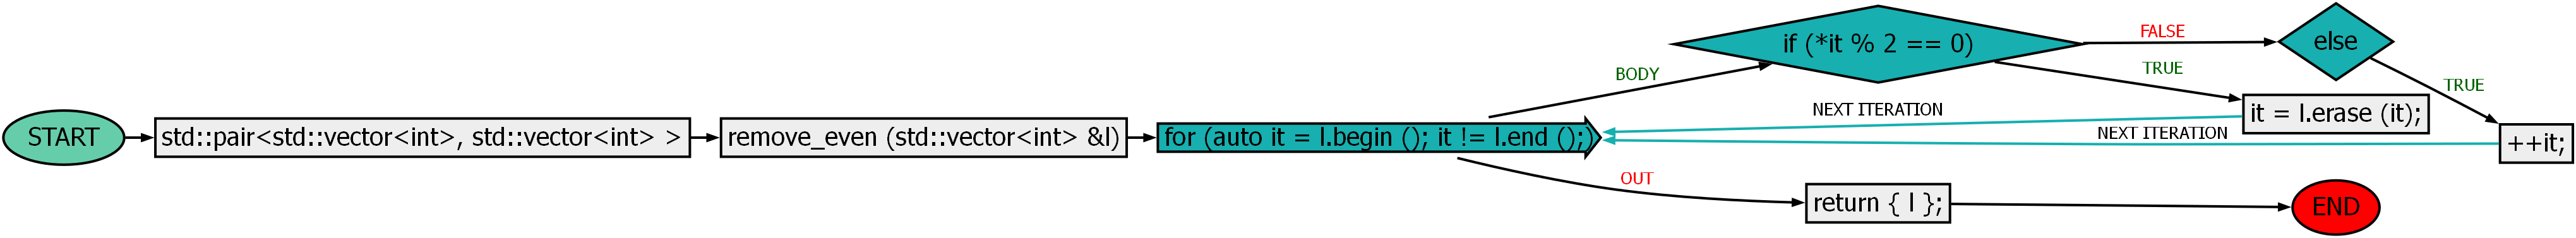 START
std::pair<std::vector<int>, std::vector<int> >
remove_even (std::vector<int> &l)
for (auto it = l.begin (); it != l.end ();)
BODY
if (*it % 2 == 0)
FALSE
else
TRUE
TRUE
it = l.erase (it);
NEXT ITERATION
++it;
NEXT ITERATION
OUT
return { l };
END